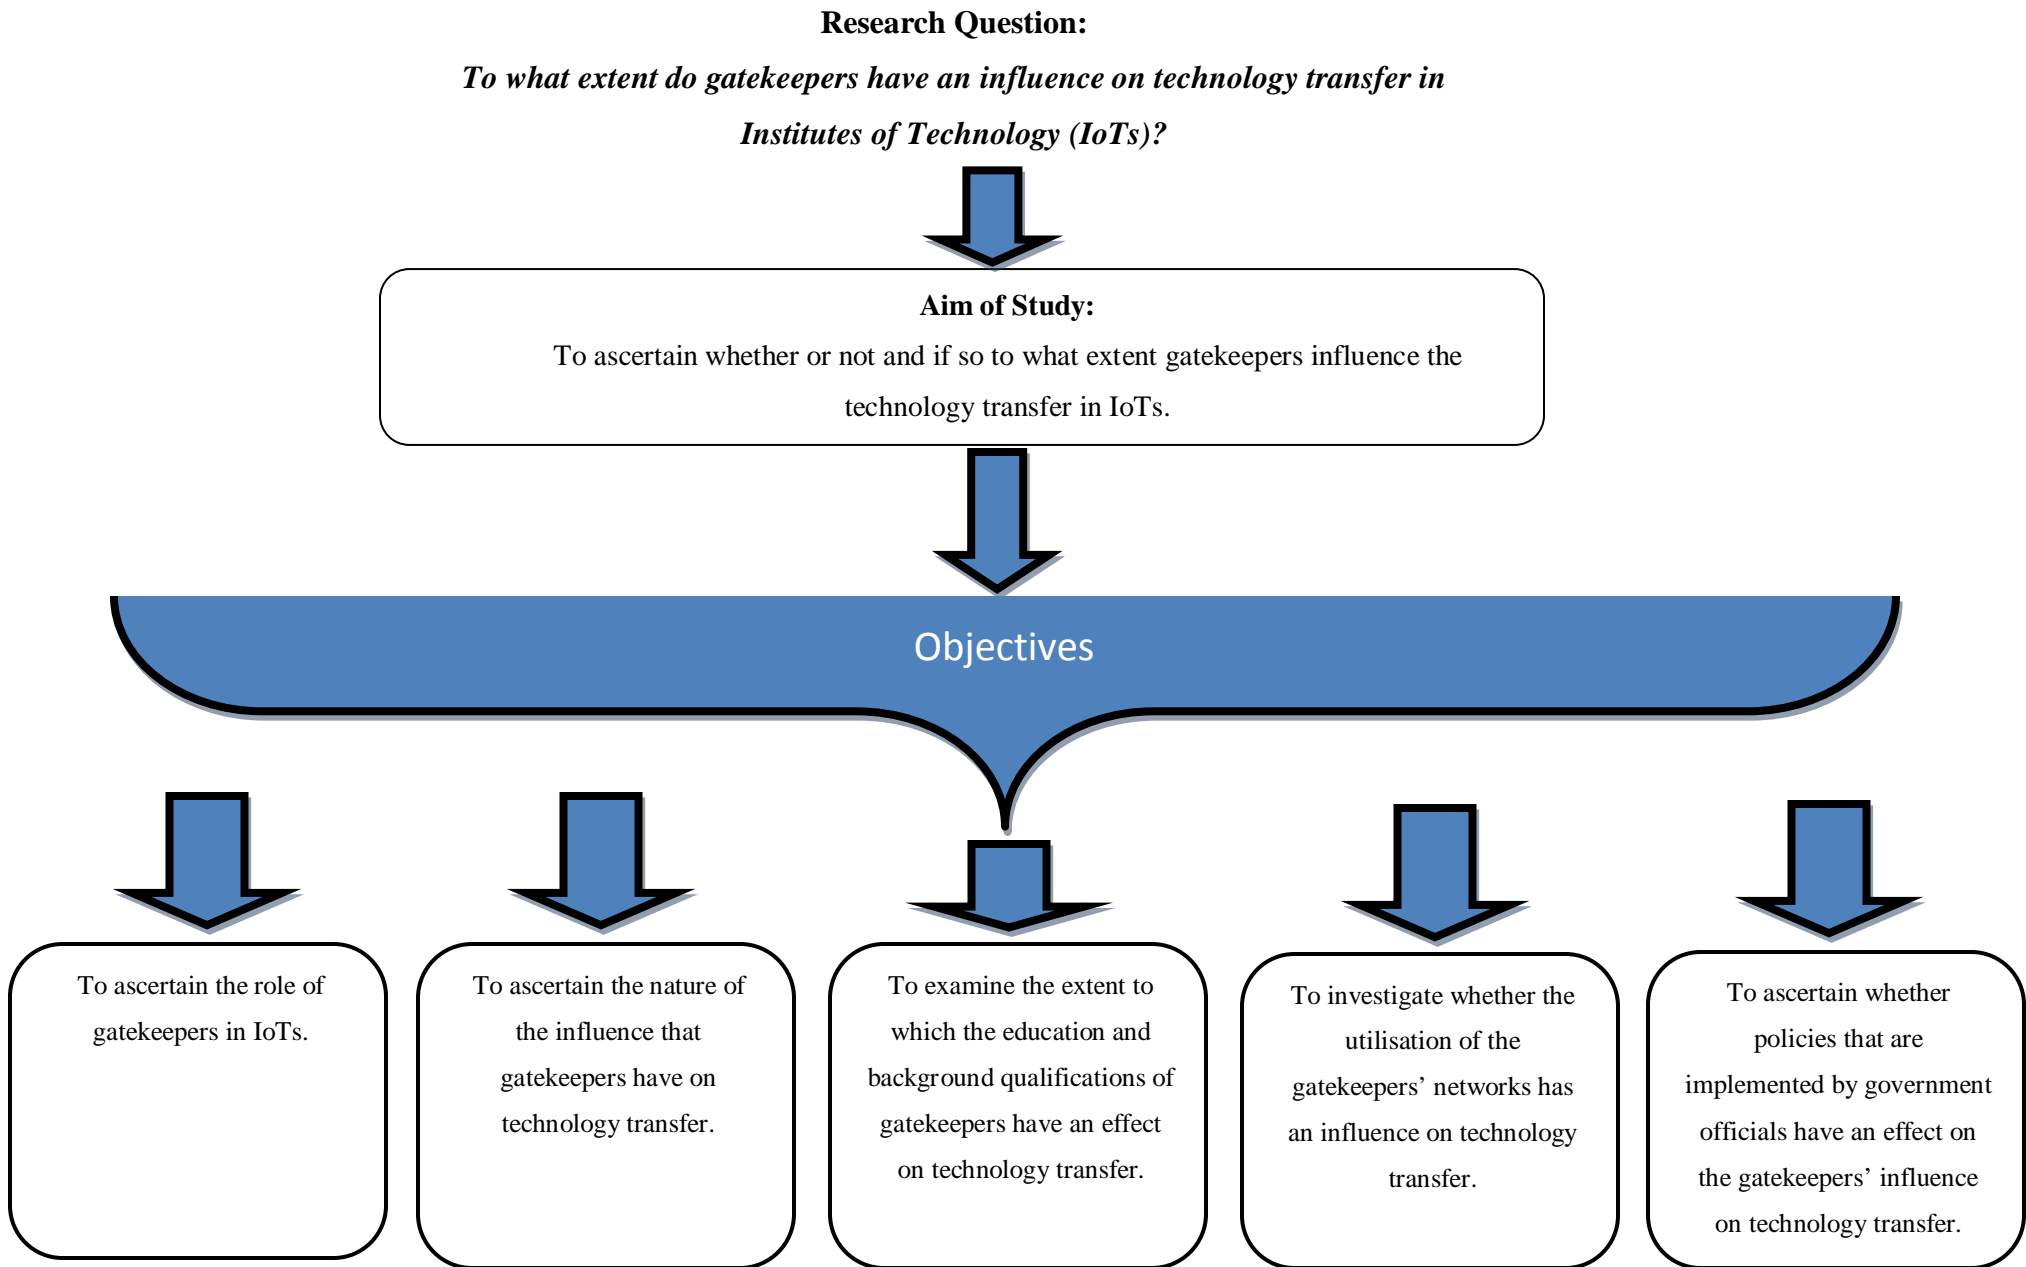 Research Question:
To what extent do gatekeepers have an influence on technology transfer in
Institutes of Technology (IoTs)?
Aim of Study:
To ascertain whether or not and if so to what extent gatekeepers influence the
technology transfer in IoTs.
Objectives
To ascertain the role of
gatekeepers in IoTs.
To ascertain the nature of
the influence that
gatekeepers have on
technology transfer.
To examine the extent to
which the education and
background qualifications of
gatekeepers have an effect
on technology transfer.
To investigate whether the
utilisation of the
gatekeepers’ networks has
an influence on technology
transfer.
To ascertain whether
policies that are
implemented by government
officials have an effect on
the gatekeepers’ influence
on technology transfer.